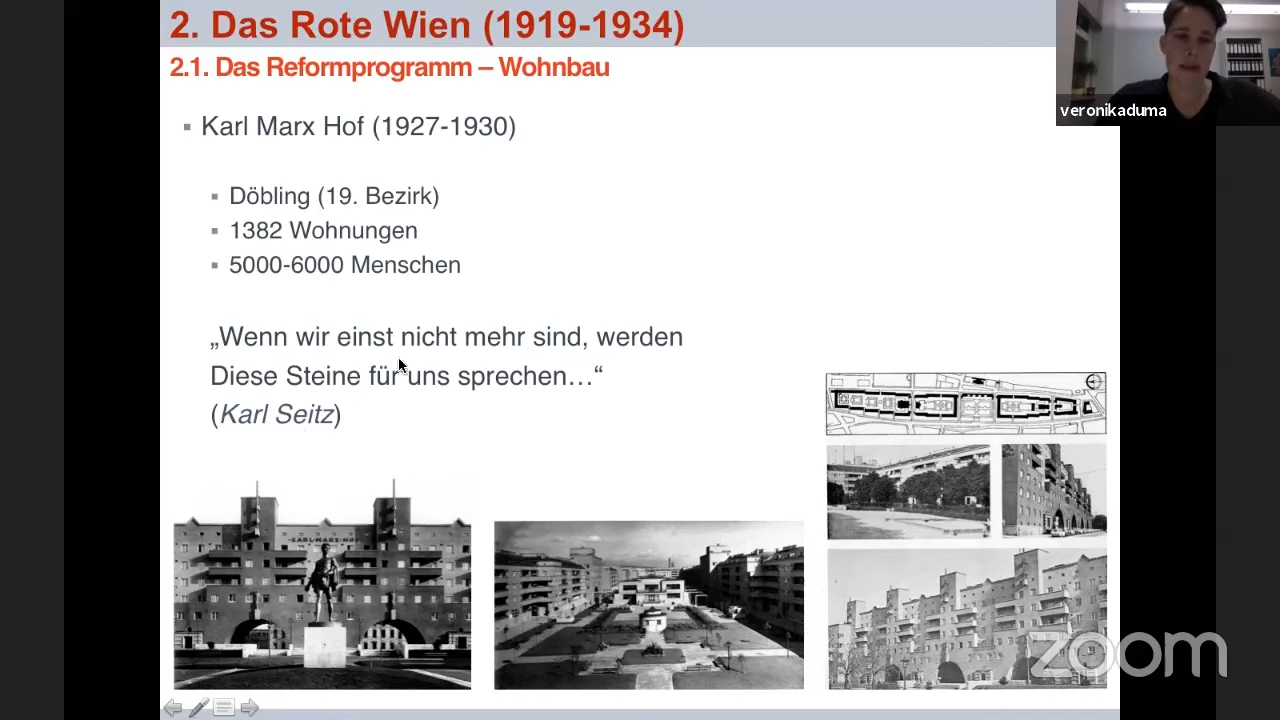 2. Das Rote Wien (1919-1934)
2.1. Das Reformprogramm – Wohnbau
veronikaduma
▪ Karl Marx Hof (1927-1930)
▪ Döbling (19. Bezirk)
▪ 1382 Wohnungen
▪ 5000-6000 Menschen
„Wenn wir einst nicht mehr sind, werden
Diese Steine für uns sprechen…“
(Karl Seitz)
KARL-MARX-HOF
zoom